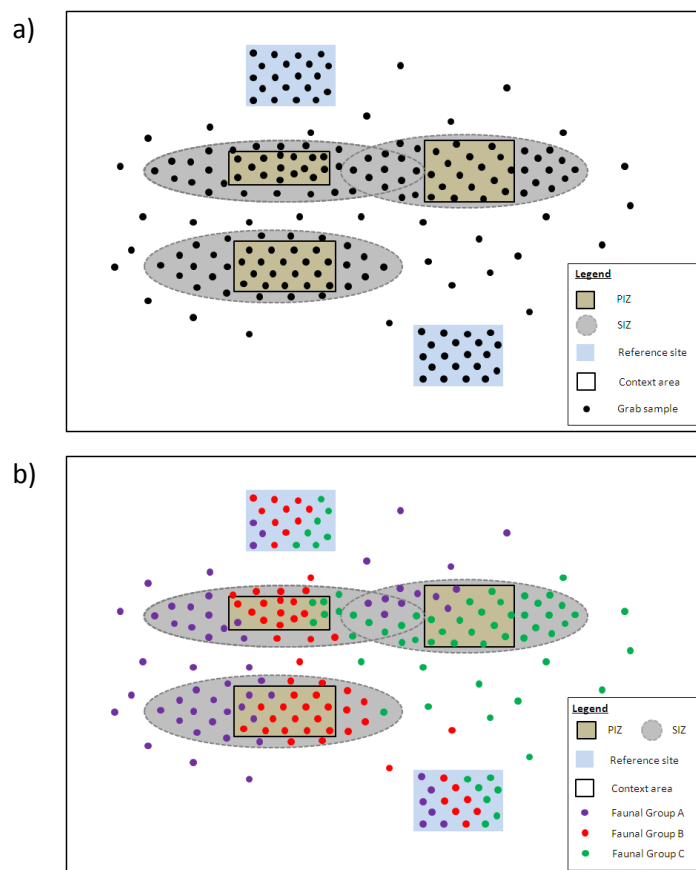 a)
Legend
PIZ
SIZ
Reference site
Context area
Grab sample
b)
Legend
PIZ SIZ
Reference site
Context area
Faunal Group A
Faunal Group B
Faunal Group C